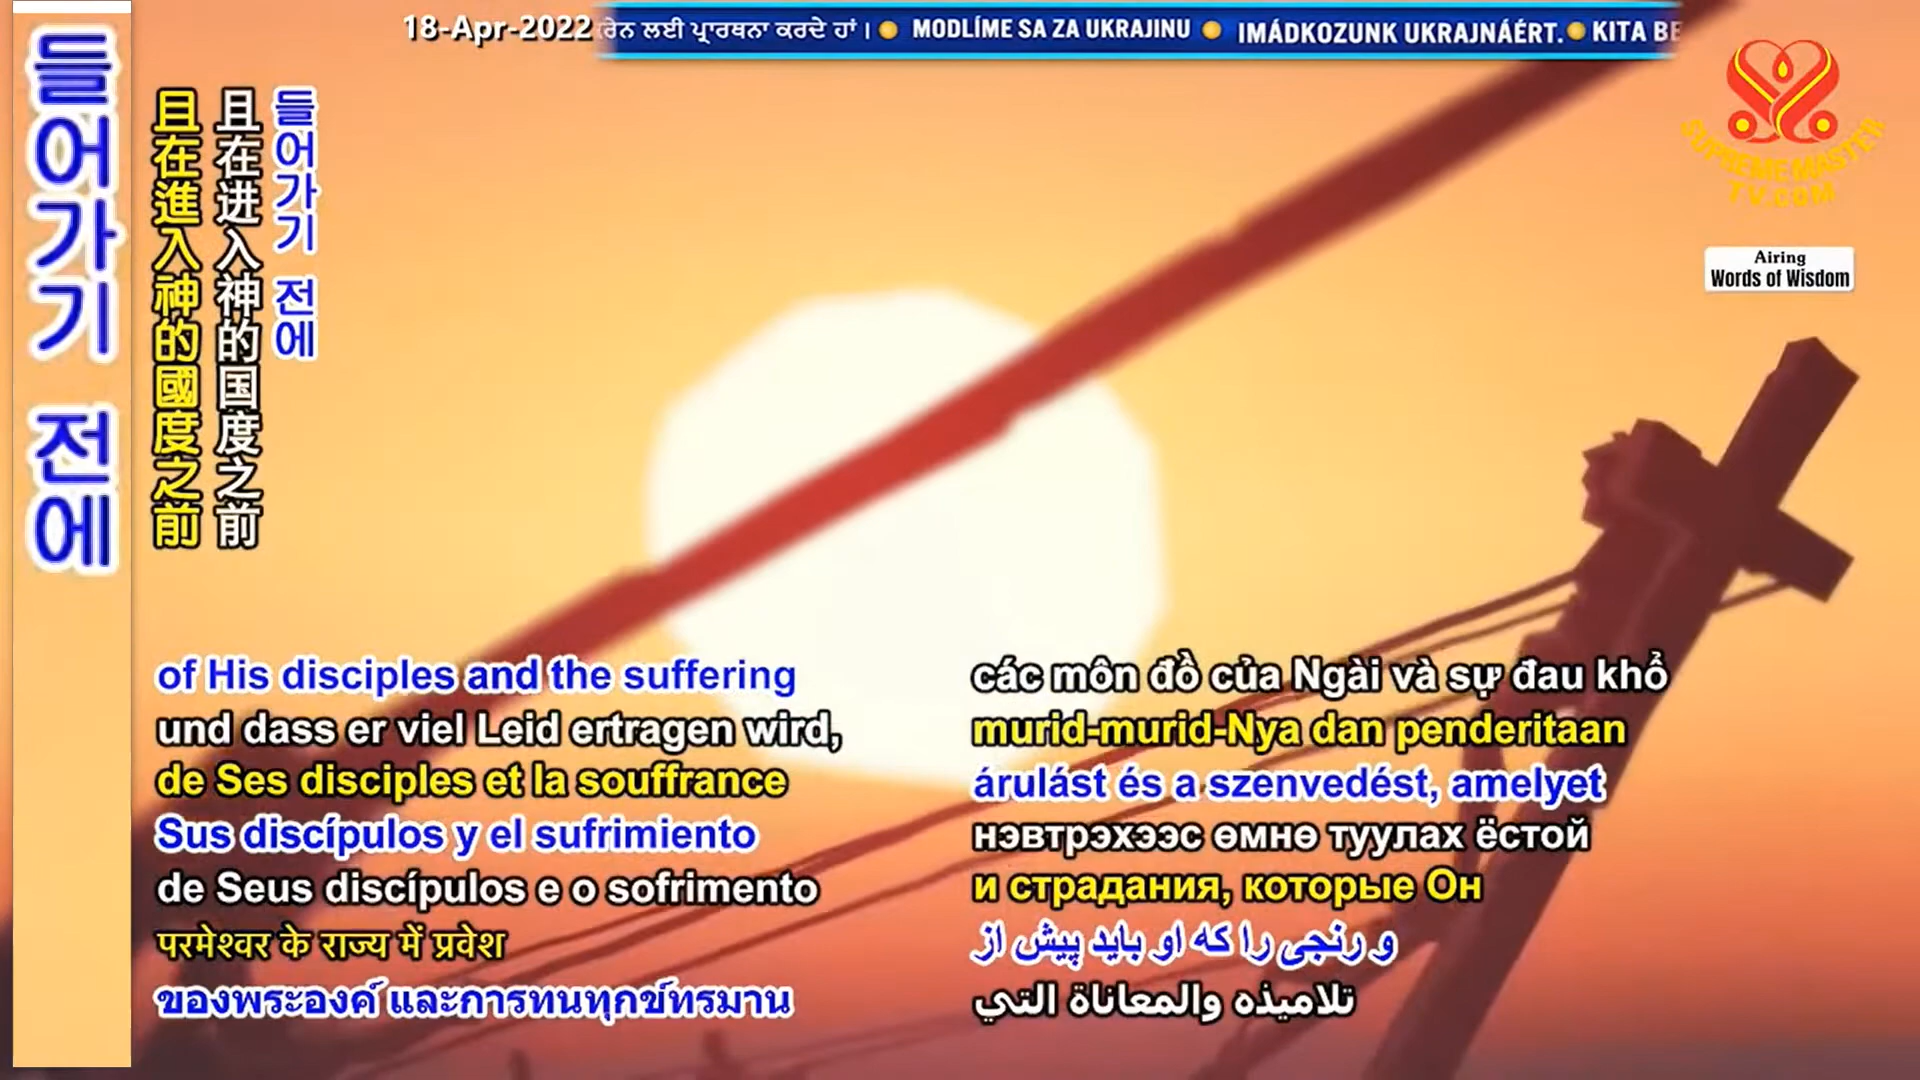 18-Apr-2022
ਲਈ ਪ੍ਰਾਰਥਨਾ ਕਰਦੇ ਹਾਂ। MODLÍME SA ZA UKRAJINU IMÁDKOZUNK UKRAJNÁÉRT. KITA
SUPREME MASTER
TV.COM
Airing
Words of Wisdom
들어가기 전에
且在進入神的國度之前
且在进入神的国度之前
들어가기 전에
of His disciples and the suffering
und dass er viel Leid ertragen wird,
de Ses disciples et la souffrance
Sus discípulos y el sufrimiento
de Seus discípulos e o sofrimento
परमेश्वर के राज्य में प्रवेश
ของพระองค์ และการทนทุกข์ทรมาน
các môn đồ của Ngài và sự đau khổ
murid-murid-Nya dan penderitaan
árulást és a szenvedést, amelyet
нэвтрэхээс өмнө туулах ёстой
и страдания, которые Он
و رنجی را که او باید پیش از
تلاميذه والمعاناة التي